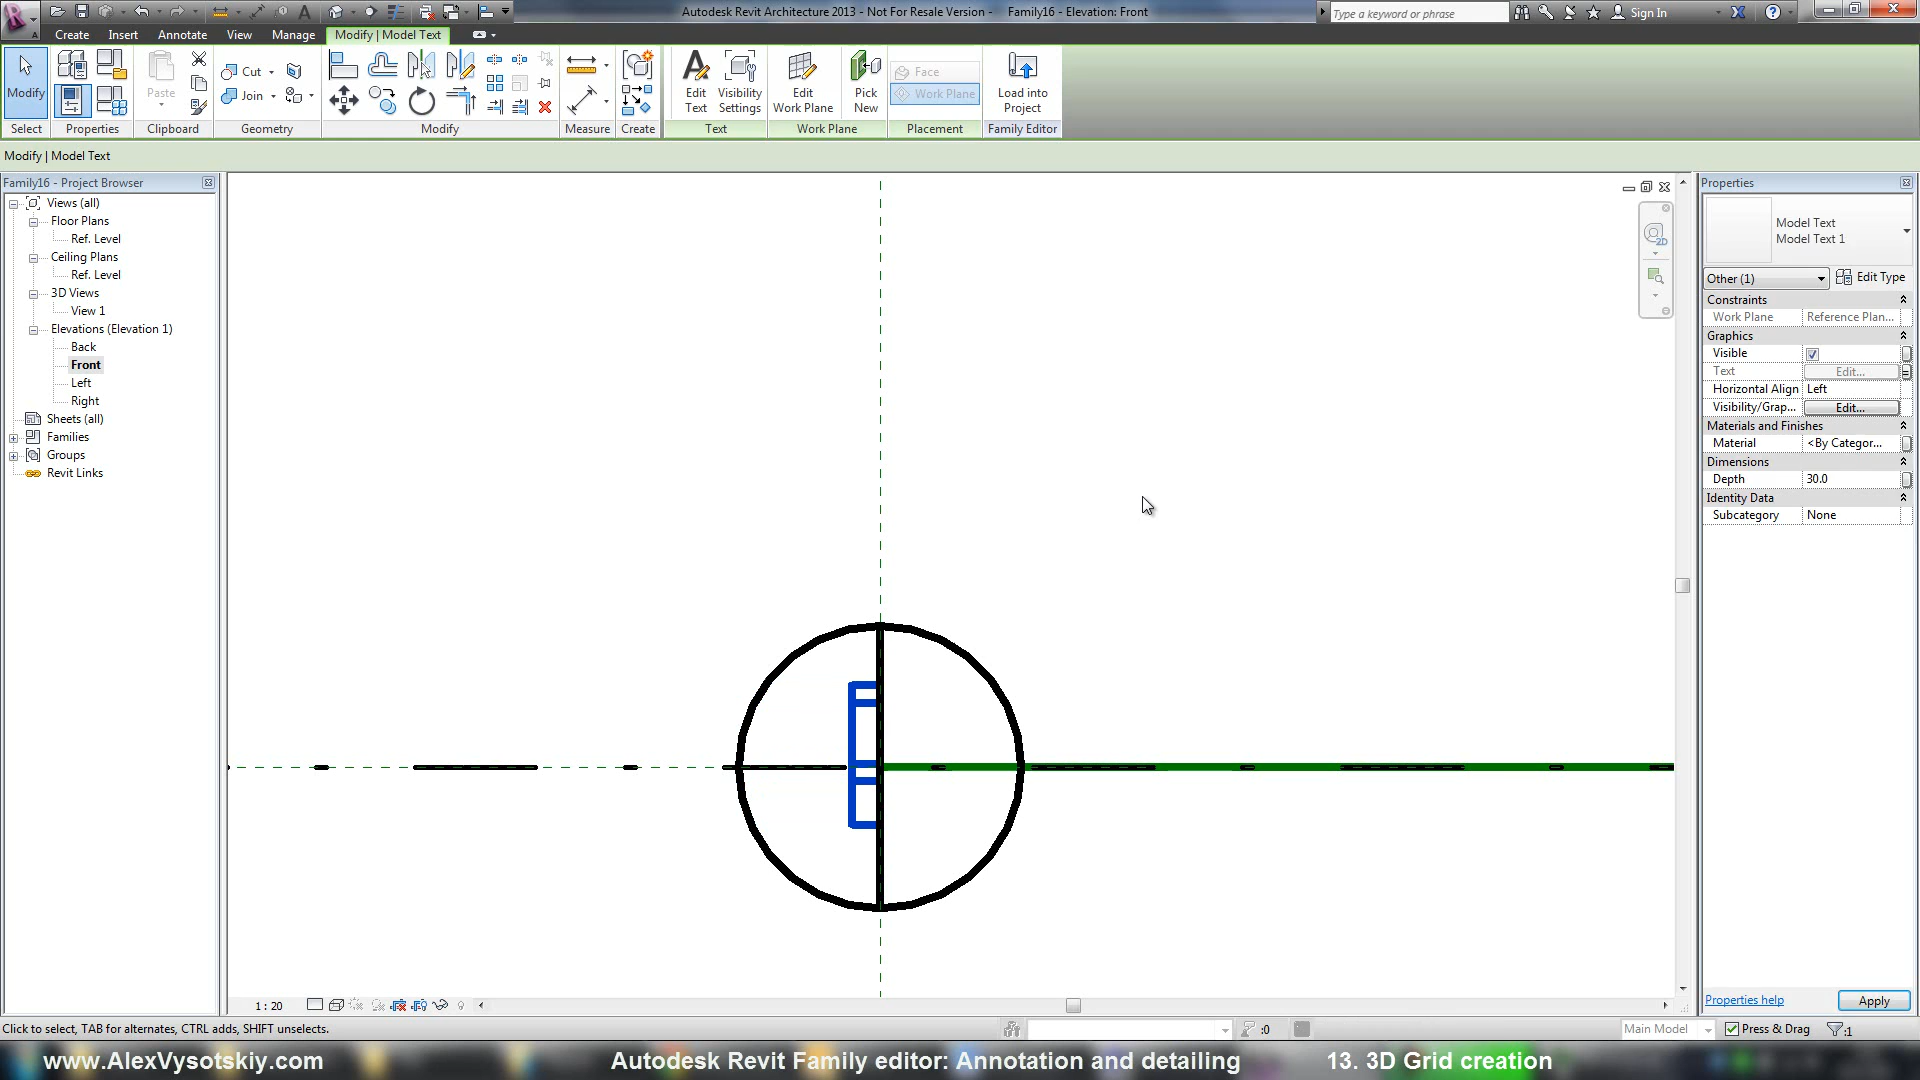 Autodesk Revit Architecture 2013 - Not For Resale Version - Family16 - Elevation: Front
Type a keyword or phrase
Sign In
Create Insert Annotate View Manage Modify | Model Text
Modify
Paste
Cut
Join
Edit Text
Visibility Settings
Edit Work Plane
Pick New
Face
Work Plane
Load into Project
Select Properties Clipboard Geometry Modify Measure Create Text Work Plane Placement Family Editor
Modify | Model Text
Family16 - Project Browser
Views (all)
Floor Plans
Ref. Level
Ceiling Plans
Ref. Level
3D Views
View 1
Elevations (Elevation 1)
Back
Front
Left
Right
Sheets (all)
Families
Groups
Revit Links
2D
Properties
Model Text
Model Text 1
Other (1) Edit Type
Constraints
Work Plane Reference Plan...
Graphics
Visible
Text Edit...
Horizontal Align Left
Visibility/Grap... Edit...
Materials and Finishes
Material <By Categor...
Dimensions
Depth 30.0
Identity Data
Subcategory None
Properties help Apply
1 : 20
Click to select, TAB for alternates, CTRL adds, SHIFT unselects.
:0
Main Model
Press & Drag
:1
www.AlexVysotskiy.com Autodesk Revit Family editor: Annotation and detailing 13. 3D Grid creation